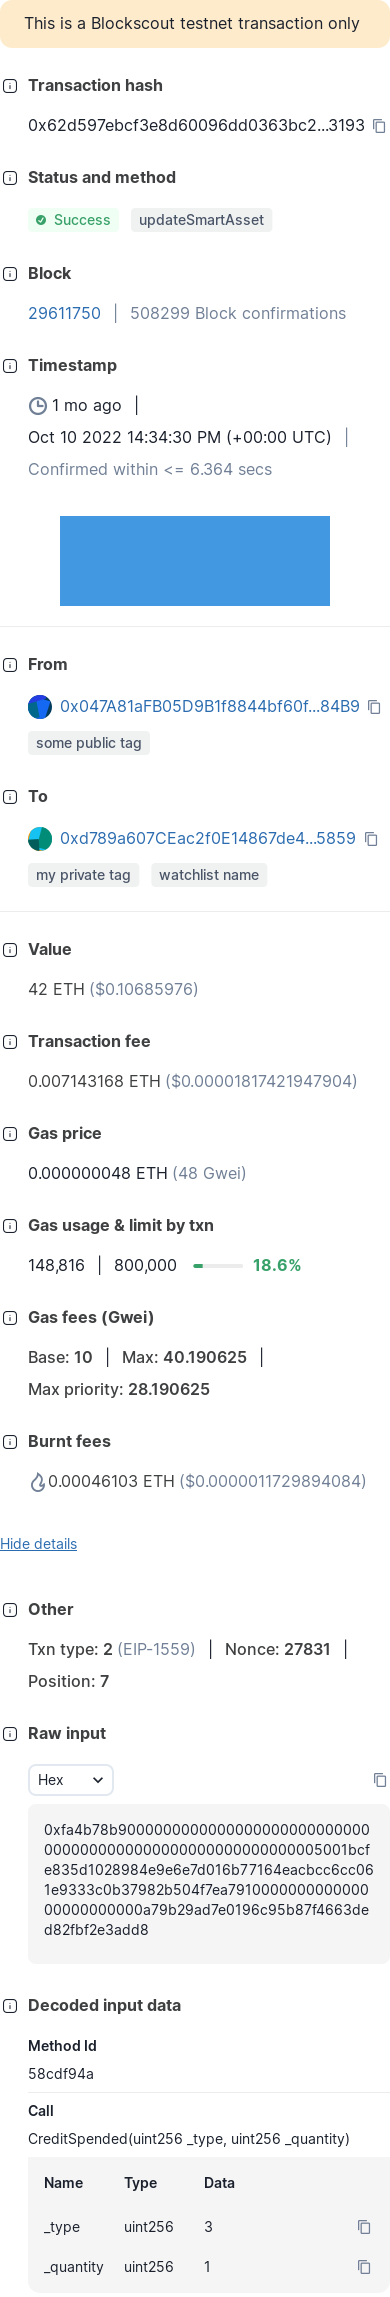 This is a Blockscout testnet transaction only
Transaction hash
0x62d597ebcf3e8d60096dd0363bc2...3193
Status and method
Success updateSmartAsset
Block
29611750 | 508299 Block confirmations
Timestamp
1 mo ago |
Oct 10 2022 14:34:30 PM (+00:00 UTC) |
Confirmed within <= 6.364 secs
From
0x047A81aFB05D9B1f8844bf60f...84B9
some public tag
To
0xd789a607CEac2f0E14867de4...5859
my private tag watchlist name
Value
42 ETH ($0.10685976)
Transaction fee
0.007143168 ETH ($0.00001817421947904)
Gas price
0.000000048 ETH (48 Gwei)
Gas usage & limit by txn
148,816 | 800,000 18.6%
Gas fees (Gwei)
Base: 10 | Max: 40.190625 |
Max priority: 28.190625
Burnt fees
0.00046103 ETH ($0.0000011729894084)
Hide details
Other
Txn type: 2 (EIP-1559) | Nonce: 27831 |
Position: 7
Raw input
Hex
0xfa4b78b90000000000000000000000000
00000000000000000000000000005001bcf
e835d1028984e9e6e7d016b77164eacbcc6cc06
1e9333c0b37982b504f7ea7910000000000000
00000000000a79b29ad7e0196c95b87f4663de
d82fbf2e3add8
Decoded input data
Method Id
58cdf94a
Call
CreditSpended(uint256 _type, uint256 _quantity)
Name Type Data
_type uint256 3
_quantity uint256 1